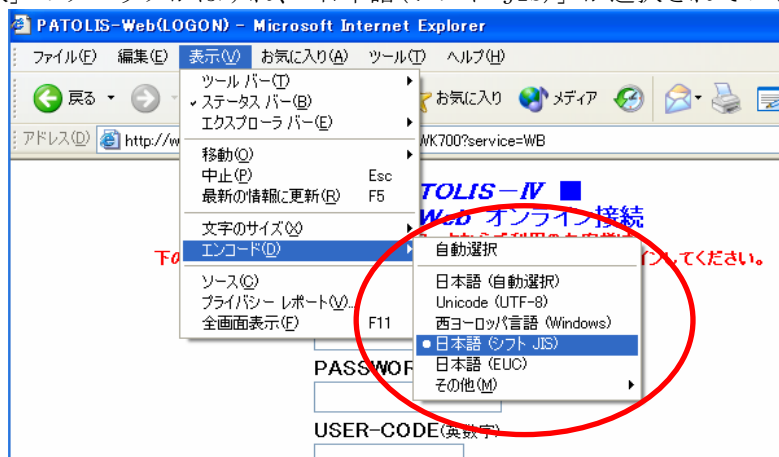 PATOLIS-Web(LOGON) - Microsoft Internet Explorer
ファイル(F) 編集(E) 表示(V) お気に入り(A) ツール(T) ヘルプ(H)
戻る お気に入り メディア
アドレス(D) http://w WK700?service=WB
ツール バー(T)
ステータス バー(B)
エクスプローラ バー(E)
移動(O)
中止(P) Esc
最新の情報に更新(R) F5
文字のサイズ(X)
エンコード(D)
ソース(C)
プライバシー レポート(V)...
全画面表示(F) F11
自動選択
日本語 (自動選択)
Unicode (UTF-8)
西ヨーロッパ言語 (Windows)
日本語 (シフト JIS)
日本語 (EUC)
その他(M)
TOLIS-Ⅳ ■
Web オンライン接続
下の インしてください。
PASSWOR
USER-CODE(英数字)